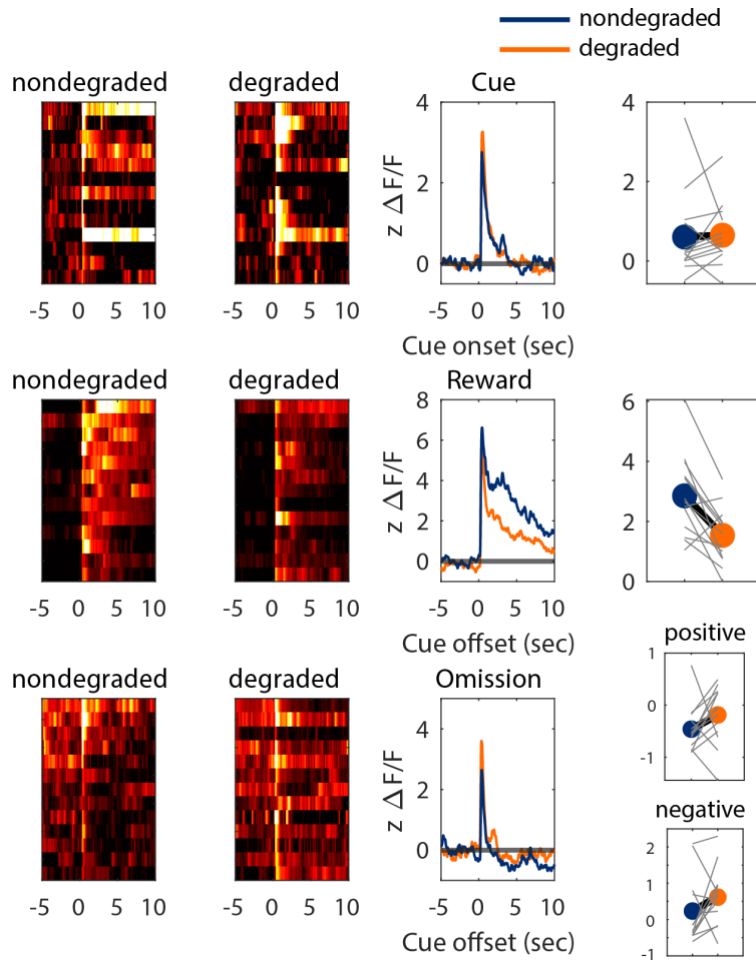 nondegraded
degraded
nondegraded degraded Cue
4
2
0
z ΔF/F
-5 0 5 10
-5 0 5 10
-5 0 5 10
Cue onset (sec)
4
2
0
nondegraded degraded Reward
8
6
4
2
0
z ΔF/F
-5 0 5 10
-5 0 5 10
-5 0 5 10
Cue offset (sec)
6
4
2
0
nondegraded degraded Omission
4
2
0
z ΔF/F
-5 0 5 10
-5 0 5 10
-5 0 5 10
Cue offset (sec)
positive
1
0
-1
negative
2
1
0
-1